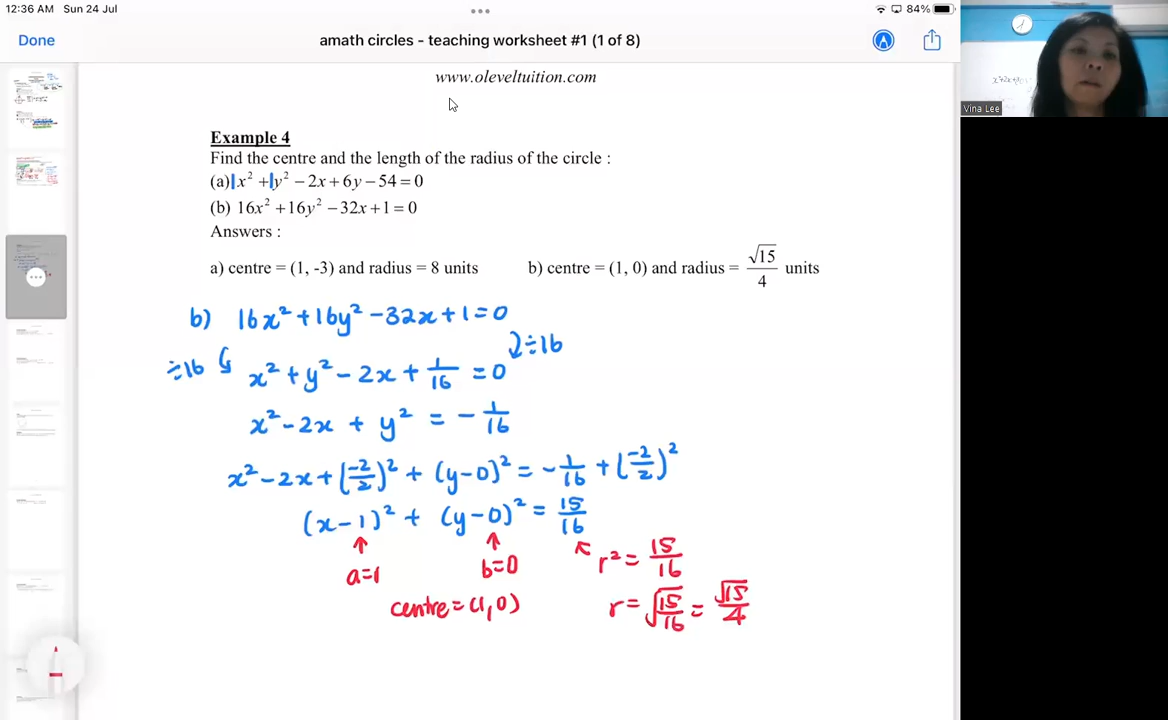 12:36 AM Sun 24 Jul
84%
Done
amath circles - teaching worksheet #1 (1 of 8)
www.oleveltuition.com
Vina Lee
Example 4
Find the centre and the length of the radius of the circle :
(a) 1x² + 1y² − 2x + 6y − 54 = 0
(b) 16x² + 16y² − 32x + 1 = 0
Answers :
a) centre = (1, -3) and radius = 8 units b) centre = (1, 0) and radius = √15/4 units
b) 16x² + 16y² − 32x + 1 = 0
÷16 ÷16
x² + y² − 2x + 1/16 = 0
x² − 2x + y² = − 1/16
x² − 2x + (−2/2)² + (y−0)² = − 1/16 + (−2/2)²
(x−1)² + (y−0)² = 15/16
a=1 b=0 r² = 15/16
centre = (1, 0) r = √15/16 = √15/4